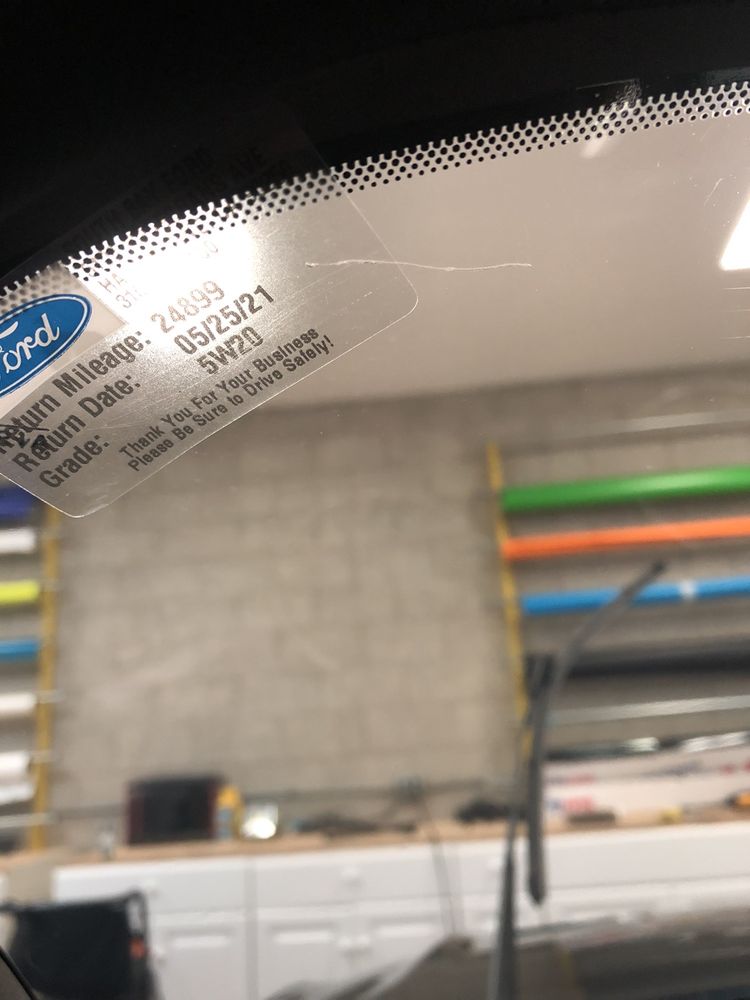 Ford
HA
Return Mileage: 24899
Return Date: 05/25/21
Grade: 5W20
Thank You For Your Business
Please Be Sure to Drive Safely!